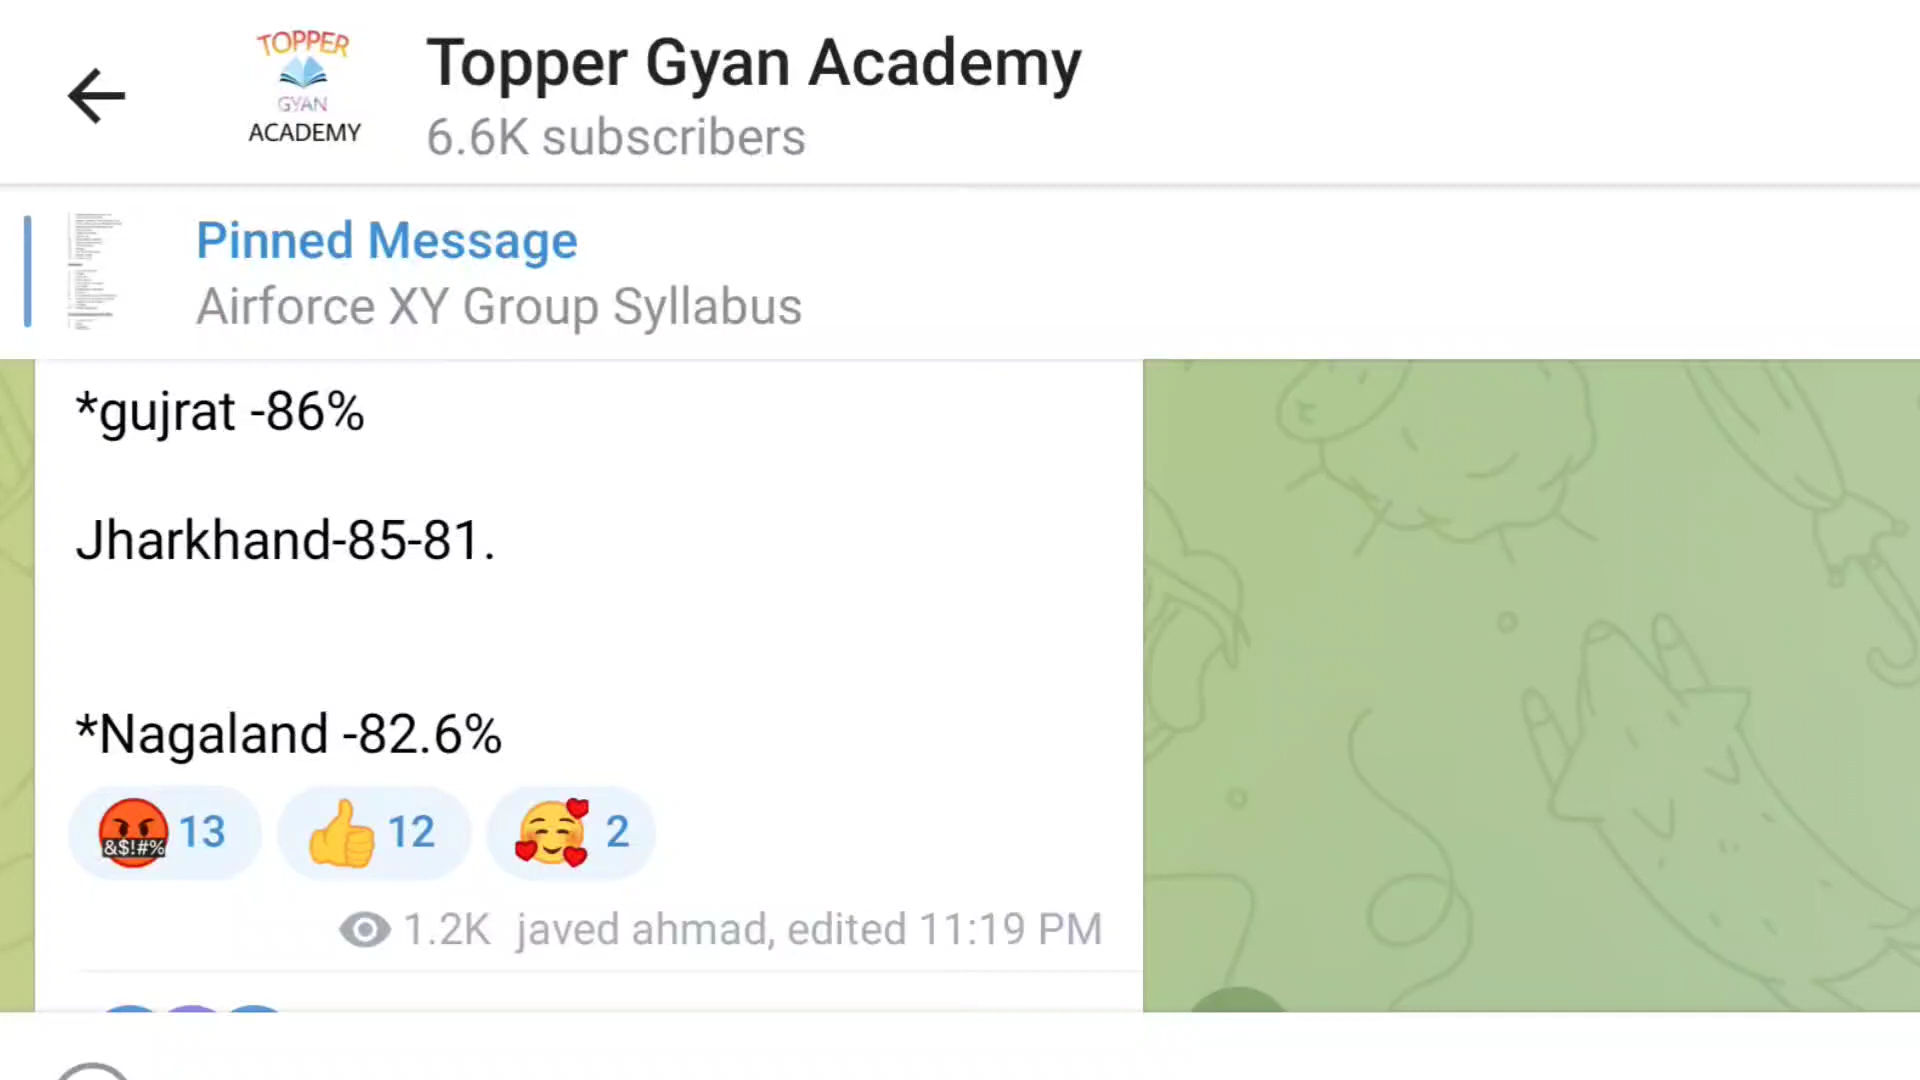 TOPPER
GYAN
ACADEMY
Topper Gyan Academy
6.6K subscribers
Pinned Message
Airforce XY Group Syllabus
*gujrat -86%
Jharkhand-85-81.
*Nagaland -82.6%
&$!#% 13 12 2
1.2K javed ahmad, edited 11:19 PM